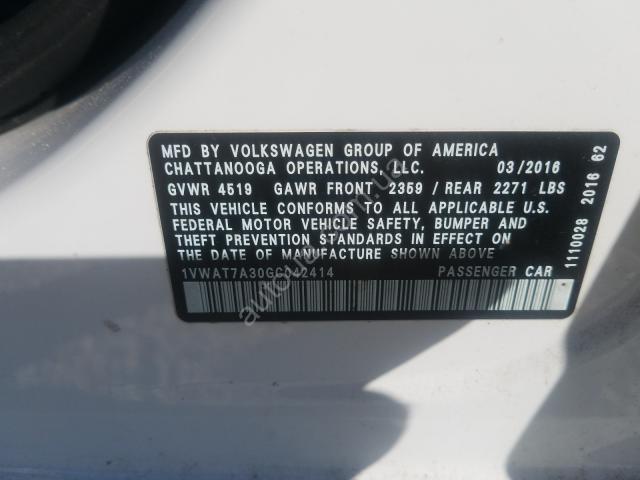 MFD BY VOLKSWAGEN GROUP OF AMERICA
CHATTANOOGA OPERATIONS, LLC. 03/2016
GVWR 4519 GAWR FRONT 2359 / REAR 2271 LBS
THIS VEHICLE CONFORMS TO ALL APPLICABLE U.S.
FEDERAL MOTOR VEHICLE SAFETY, BUMPER AND
THEFT PREVENTION STANDARDS IN EFFECT ON
THE DATE OF MANUFACTURE SHOWN ABOVE
PASSENGER CAR
1110028 2016 62